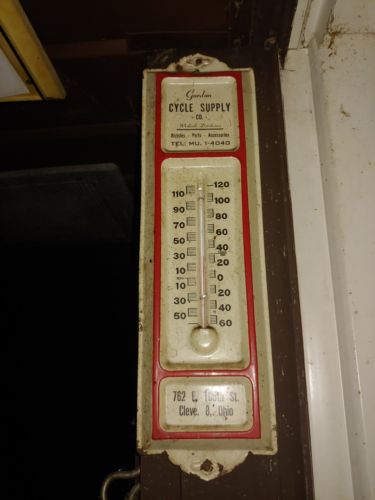 Gordon
CYCLE SUPPLY
- CO. -
Bicycles - Parts - Accessories
TEL: MU. 1-4040
120
110
100
90
80
70
60
50
40
30
20
10
0
10
20
30
40
50
60
762 E. St.
Cleve. 8, Ohio